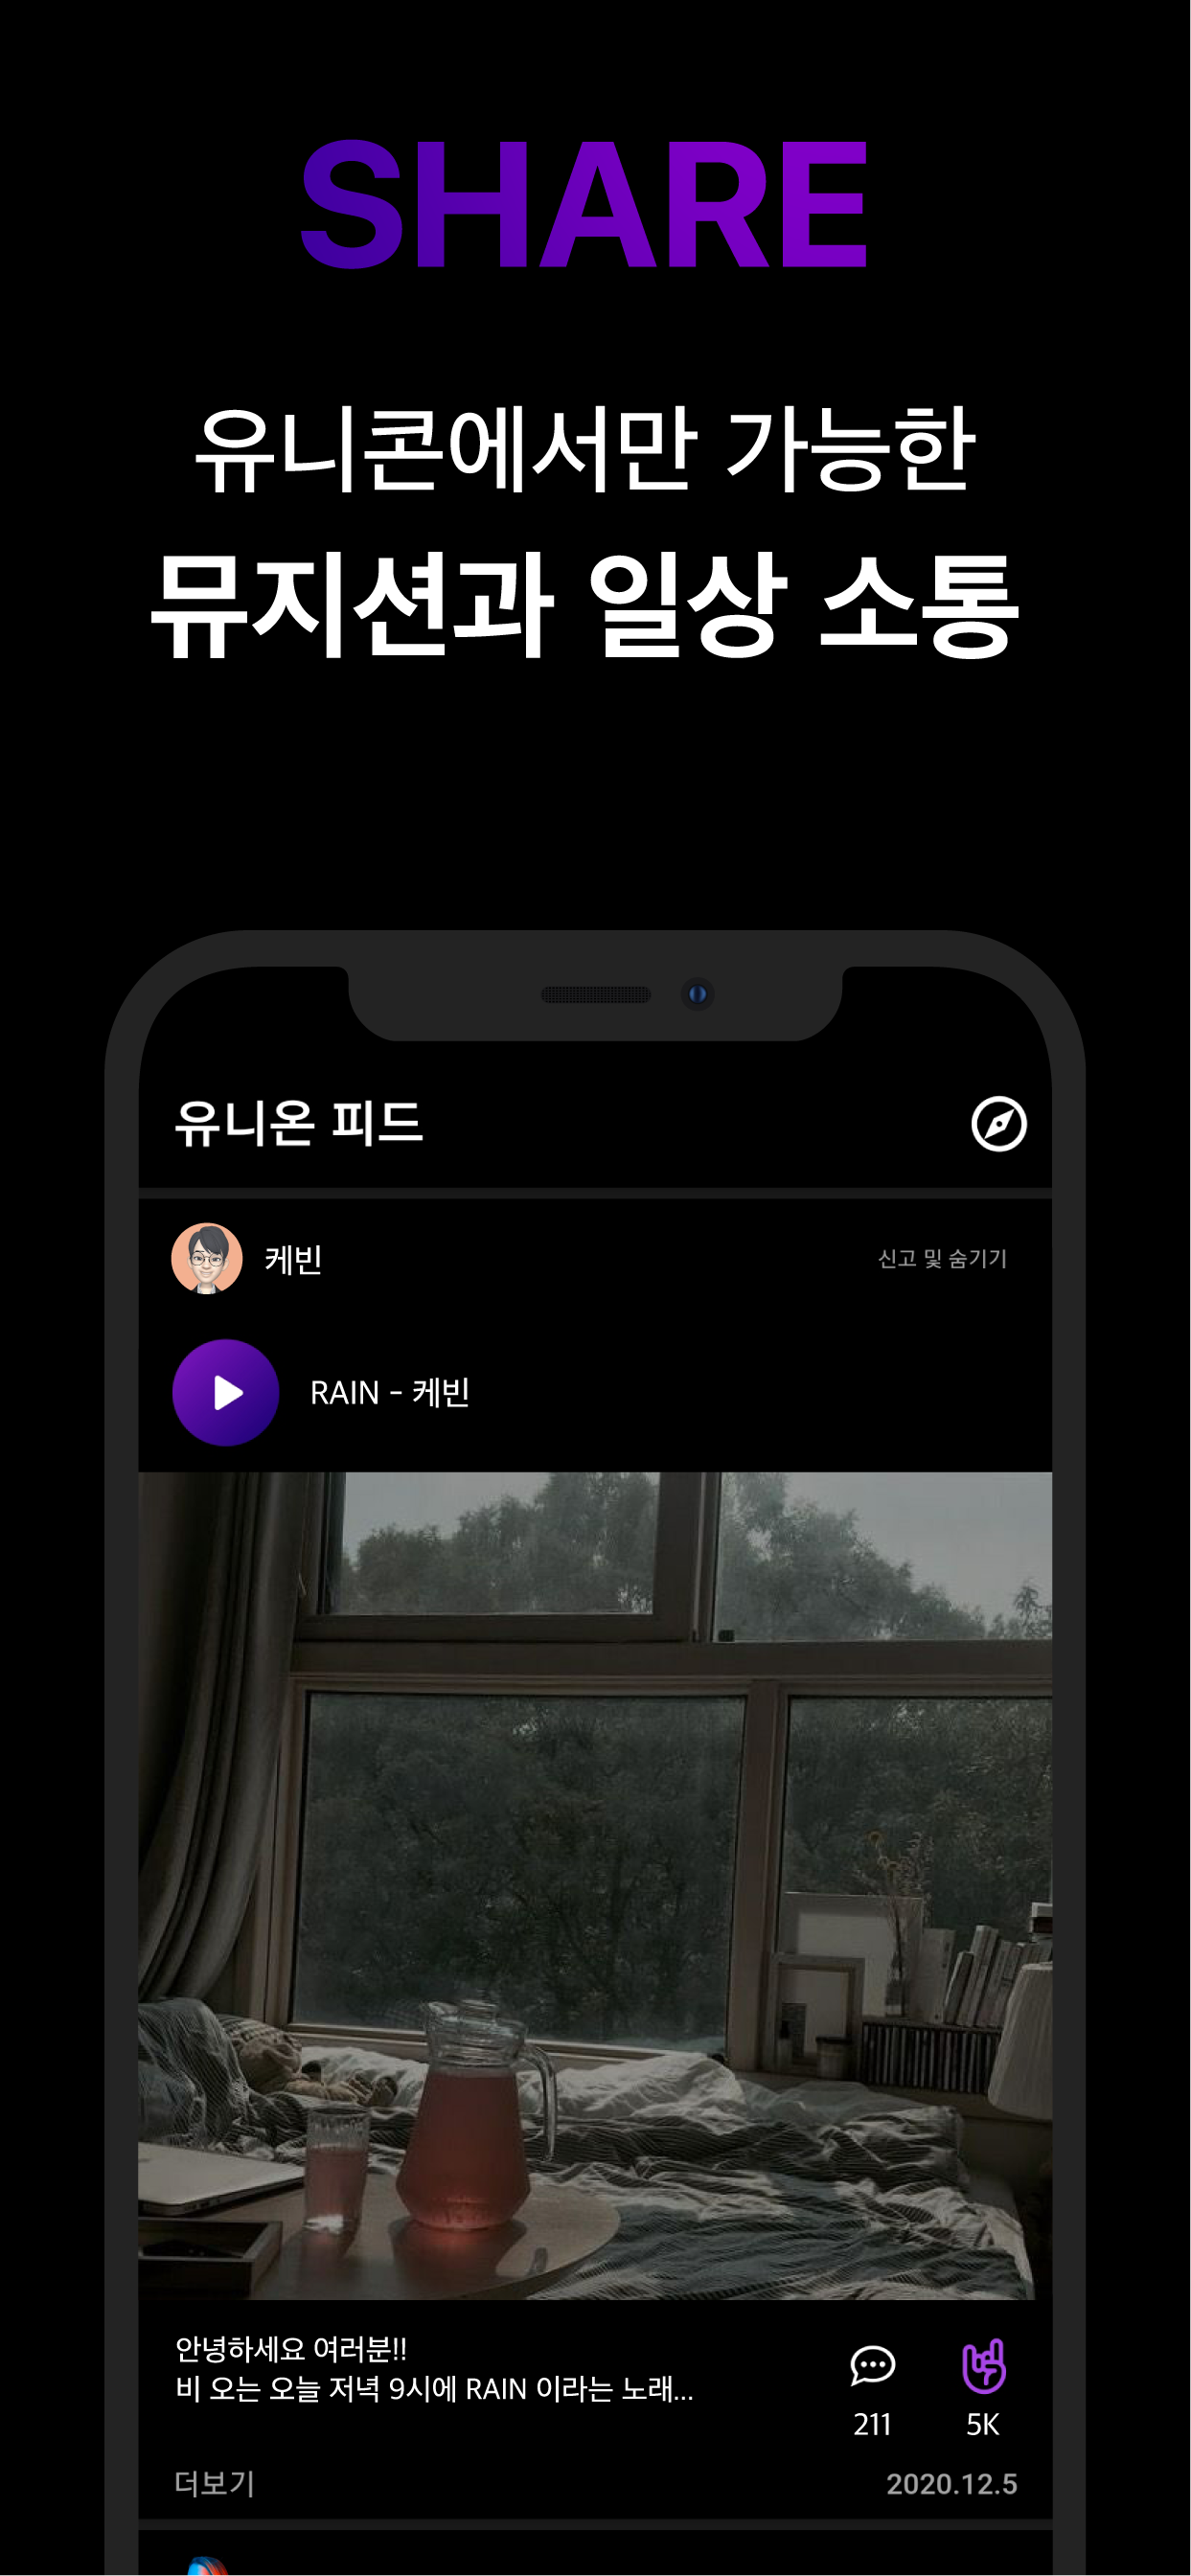 SHARE
유니콘에서만 가능한
뮤지션과 일상 소통
유니온 피드
케빈
신고 및 숨기기
RAIN - 케빈
안녕하세요 여러분!!
비 오는 오늘 저녁 9시에 RAIN 이라는 노래...
211
5K
더보기
2020.12.5